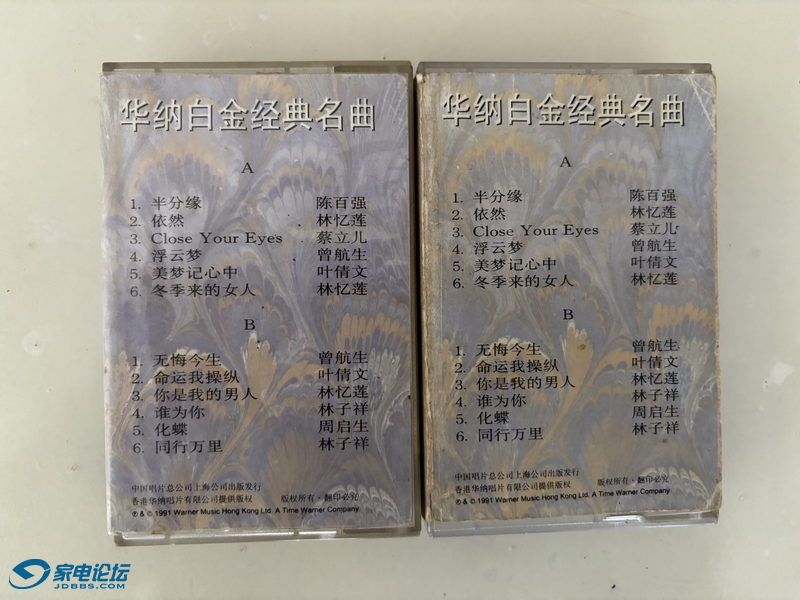 华纳白金经典名曲
A
1. 半分缘 陈百强
2. 依然 林忆莲
3. Close Your Eyes 蔡立儿
4. 浮云梦 曾航生
5. 美梦记心中 叶倩文
6. 冬季来的女人 林忆莲
B
1. 无悔今生 曾航生
2. 命运我操纵 叶倩文
3. 你是我的男人 林忆莲
4. 谁为你 林子祥
5. 化蝶 周启生
6. 同行万里 林子祥
中国唱片总公司上海公司出版发行
香港华纳唱片有限公司提供版权 版权所有·翻印必究
℗ & © 1991 Warner Music Hong Kong Ltd. A Time Warner Company
华纳白金经典名曲
A
1. 半分缘 陈百强
2. 依然 林忆莲
3. Close Your Eyes 蔡立儿
4. 浮云梦 曾航生
5. 美梦记心中 叶倩文
6. 冬季来的女人 林忆莲
B
1. 无悔今生 曾航生
2. 命运我操纵 叶倩文
3. 你是我的男人 林忆莲
4. 谁为你 林子祥
5. 化蝶 周启生
6. 同行万里 林子祥
中国唱片总公司上海公司出版发行
香港华纳唱片有限公司提供版权 版权所有·翻印必究
℗ & © 1991 Warner Music Hong Kong Ltd. A Time Warner Company
家电论坛
JDBBS.COM